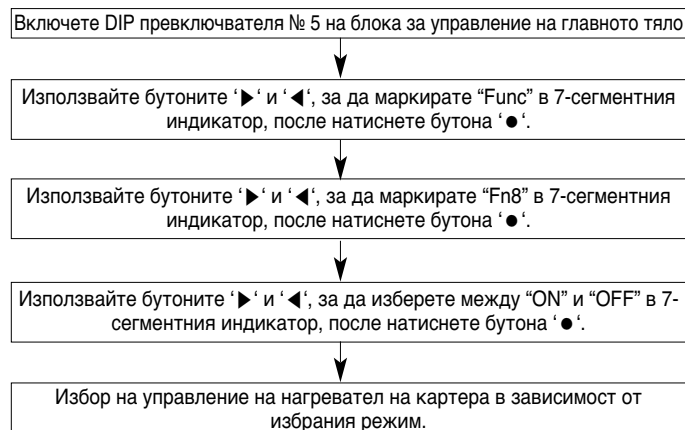 Включете DIP превключвателя № 5 на блока за управление на главното тяло
Използвайте бутоните ‘▶‘ и ‘◀‘, за да маркирате “Func” в 7-сегментния
индикатор, после натиснете бутона ‘●‘.
Използвайте бутоните ‘▶‘ и ‘◀‘, за да маркирате “Fn8” в 7-сегментния
индикатор, после натиснете бутона ‘●‘.
Използвайте бутоните ‘▶‘ и ‘◀‘, за да изберете между “ON” и “OFF” в 7-
сегментния индикатор, после натиснете бутона ‘●‘.
Избор на управление на нагревател на картера в зависимост от
избрания режим.